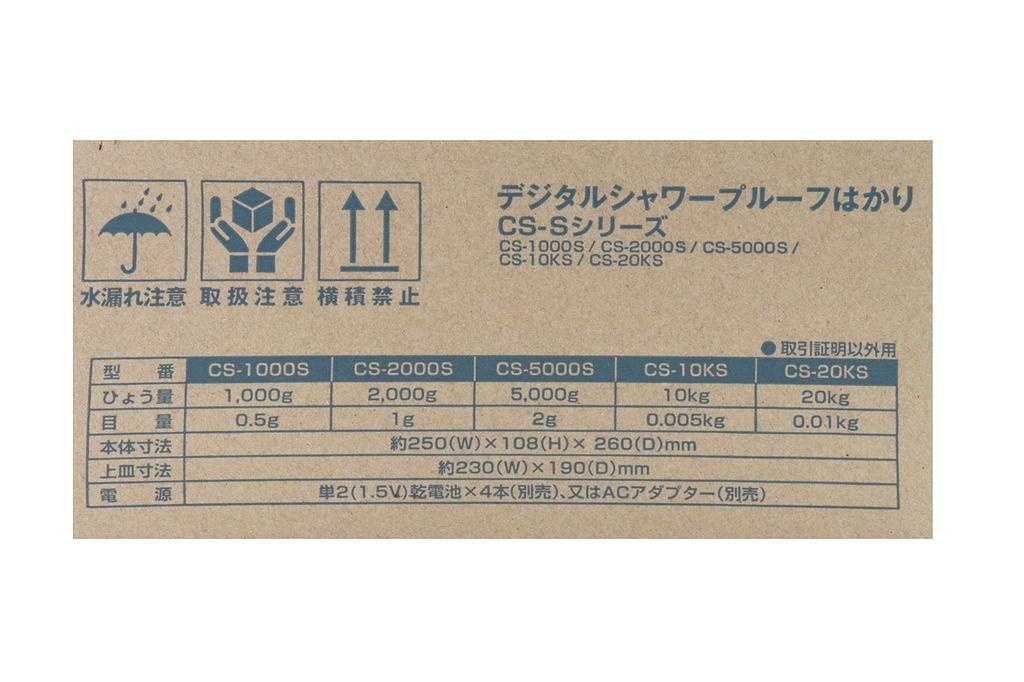 水漏れ注意 取扱注意 横積禁止
デジタルシャワープルーフはかり
CS-Sシリーズ
CS-1000S / CS-2000S / CS-5000S /
CS-10KS / CS-20KS
●取引証明以外用
型 番 CS-1000S CS-2000S CS-5000S CS-10KS CS-20KS
ひょう量 1,000g 2,000g 5,000g 10kg 20kg
目 量 0.5g 1g 2g 0.005kg 0.01kg
本体寸法 約250(W)×108(H)×260(D)mm
上皿寸法 約230(W)×190(D)mm
電 源 単2(1.5V)乾電池×4本(別売)、又はACアダプター(別売)